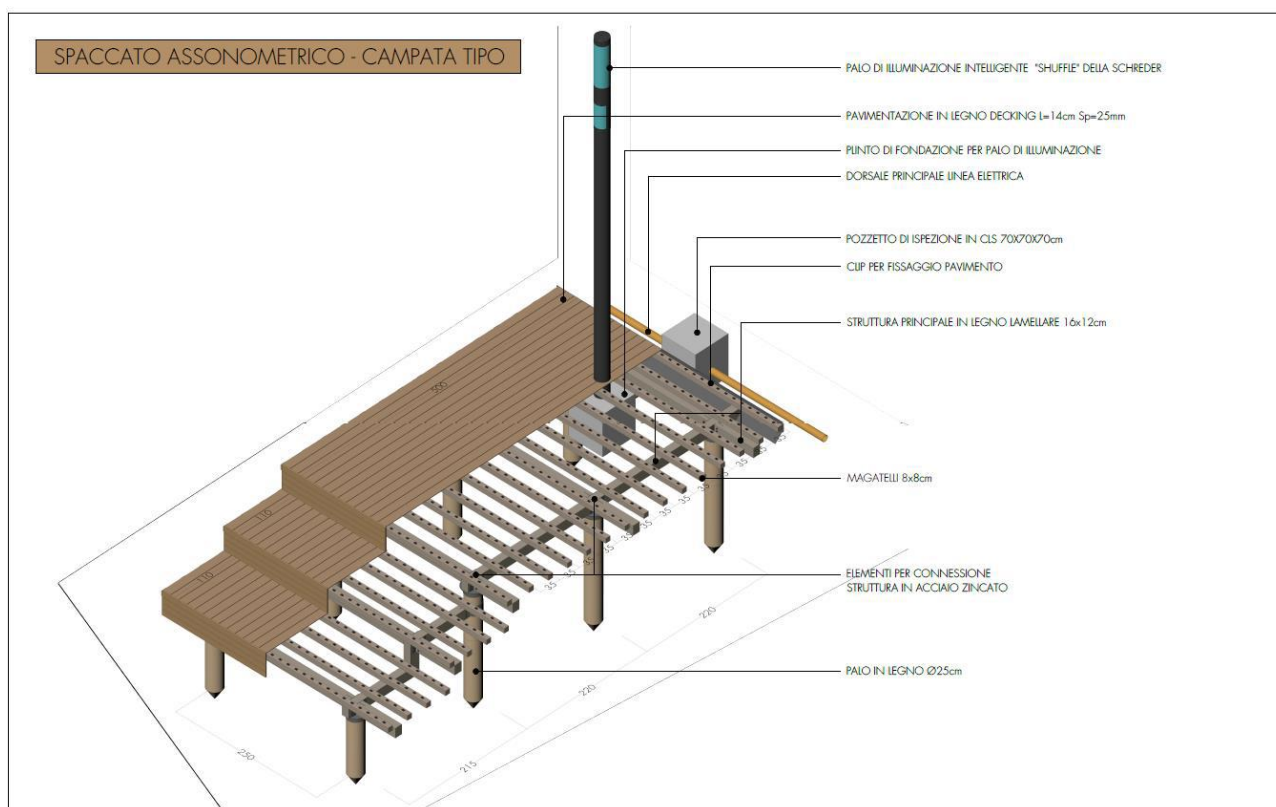 SPACCATO ASSONOMETRICO - CAMPATA TIPO
PALO DI ILLUMINAZIONE INTELLIGENTE "SHUFFLE" DELLA SCHREDER
PAVIMENTAZIONE IN LEGNO DECKING L=14cm Sp=25mm
PLINTO DI FONDAZIONE PER PALO DI ILLUMINAZIONE
DORSALE PRINCIPALE LINEA ELETTRICA
POZZETTO DI ISPEZIONE IN CLS 70X70X70cm
CLIP PER FISSAGGIO PAVIMENTO
STRUTTURA PRINCIPALE IN LEGNO LAMELLARE 16x12cm
MAGATELLI 8x8cm
ELEMENTI PER CONNESSIONE
STRUTTURA IN ACCIAIO ZINCATO
PALO IN LEGNO Ø25cm
500
110
110
35
35
35
35
35
35
35
35
35
35
35
35
35
220
220
215
250